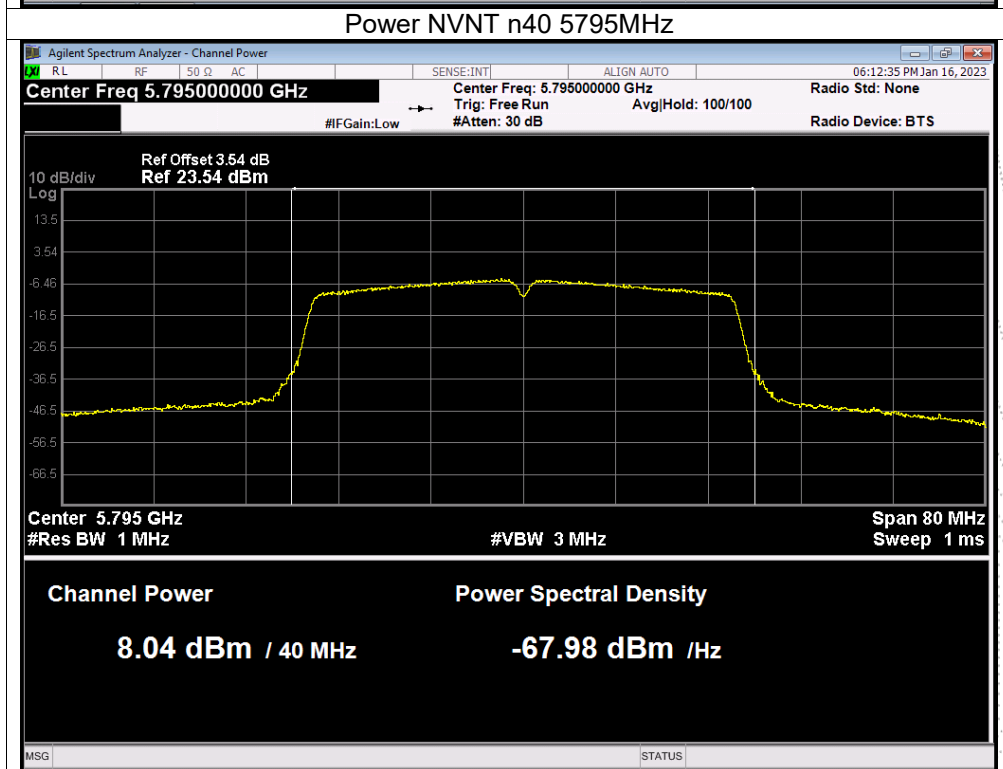 Power NVNT n40 5795MHz
Agilent Spectrum Analyzer - Channel Power
LXI RL RF 50 Ω AC SENSE:INT ALIGN AUTO 06:12:35 PM Jan 16, 2023
Center Freq 5.795000000 GHz Center Freq: 5.795000000 GHz Radio Std: None
Trig: Free Run Avg|Hold: 100/100
#IFGain:Low #Atten: 30 dB Radio Device: BTS
Ref Offset 3.54 dB
10 dB/div Ref 23.54 dBm
Log
13.5
3.54
-6.46
-16.5
-26.5
-36.5
-46.5
-56.5
-66.5
Center 5.795 GHz Span 80 MHz
#Res BW 1 MHz #VBW 3 MHz Sweep 1 ms
Channel Power Power Spectral Density
8.04 dBm / 40 MHz -67.98 dBm /Hz
MSG STATUS